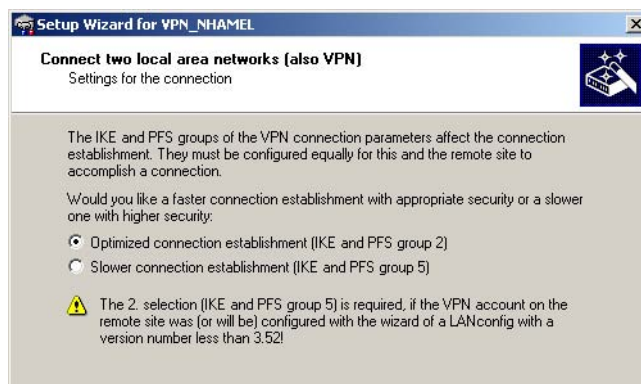 Setup Wizard for VPN_NHAMEL
Connect two local area networks (also VPN)
Settings for the connection
The IKE and PFS groups of the VPN connection parameters affect the connection
establishment. They must be configured equally for this and the remote site to
accomplish a connection.
Would you like a faster connection establishment with appropriate security or a slower
one with higher security:
Optimized connection establishment (IKE and PFS group 2)
Slower connection establishment (IKE and PFS group 5)
The 2. selection (IKE and PFS group 5) is required, if the VPN account on the
remote site was (or will be) configured with the wizard of a LANconfig with a
version number less than 3.52!